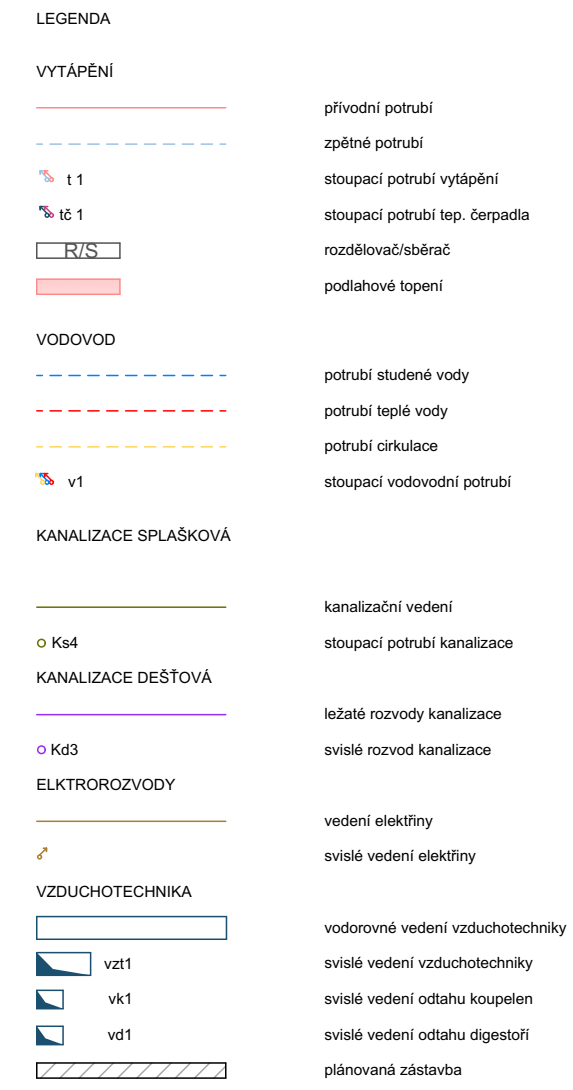 LEGENDA
VYTÁPĚNÍ
přívodní potrubí
zpětné potrubí
t 1 stoupací potrubí vytápění
tč 1 stoupací potrubí tep. čerpadla
R/S rozdělovač/sběrač
podlahové topení
VODOVOD
potrubí studené vody
potrubí teplé vody
potrubí cirkulace
v1 stoupací vodovodní potrubí
KANALIZACE SPLAŠKOVÁ
kanalizační vedení
Ks4 stoupací potrubí kanalizace
KANALIZACE DEŠŤOVÁ
ležaté rozvody kanalizace
Kd3 svislé rozvod kanalizace
ELKTROROZVODY
vedení elektřiny
svislé vedení elektřiny
VZDUCHOTECHNIKA
vodorovné vedení vzduchotechniky
vzt1 svislé vedení vzduchotechniky
vk1 svislé vedení odtahu koupelen
vd1 svislé vedení odtahu digestoří
plánovaná zástavba